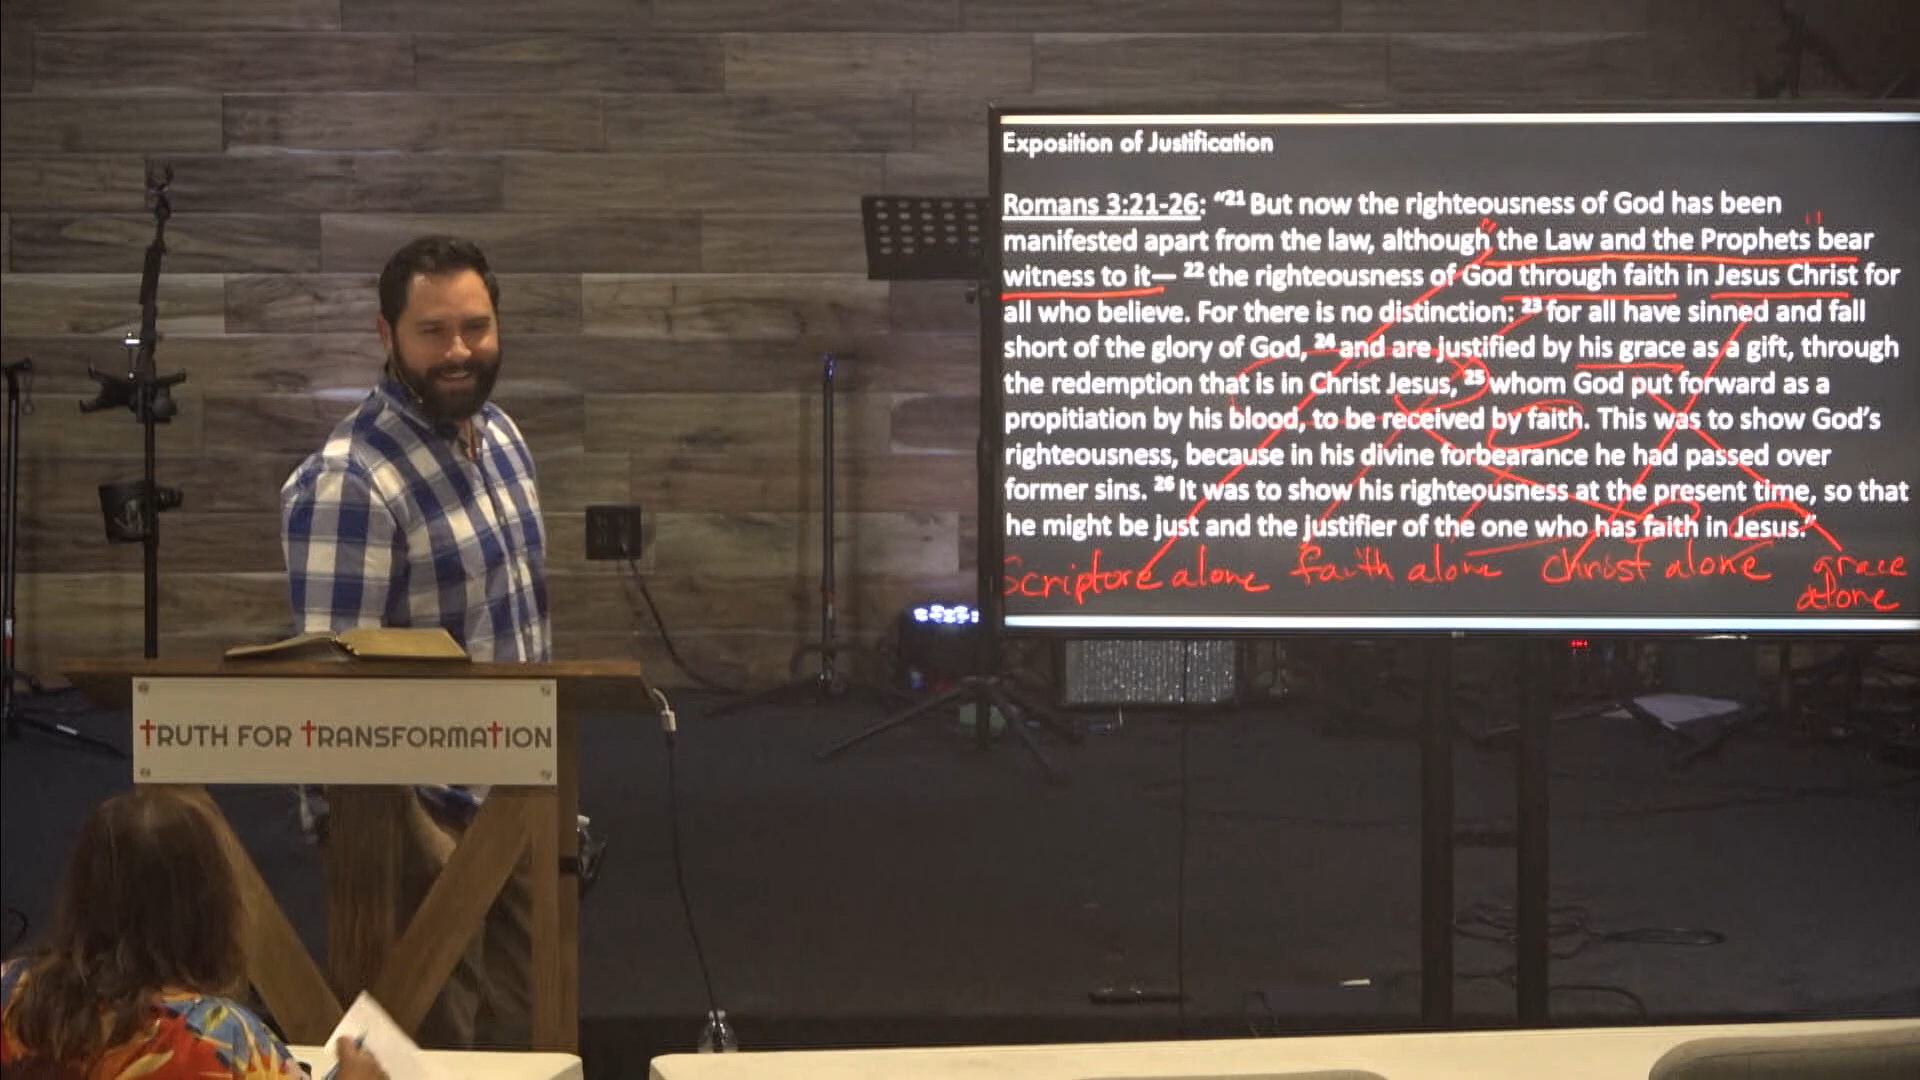 Exposition of Justification
Romans 3:21-26: “21 But now the righteousness of God has been
manifested apart from the law, although the Law and the Prophets bear
witness to it— 22 the righteousness of God through faith in Jesus Christ for
all who believe. For there is no distinction: 23 for all have sinned and fall
short of the glory of God, 24 and are justified by his grace as a gift, through
the redemption that is in Christ Jesus, 25 whom God put forward as a
propitiation by his blood, to be received by faith. This was to show God’s
righteousness, because in his divine forbearance he had passed over
former sins. 26 It was to show his righteousness at the present time, so that
he might be just and the justifier of the one who has faith in Jesus.”
Scripture alone faith alone Christ alone grace
alone
TRUTH FOR TRANSFORMATION